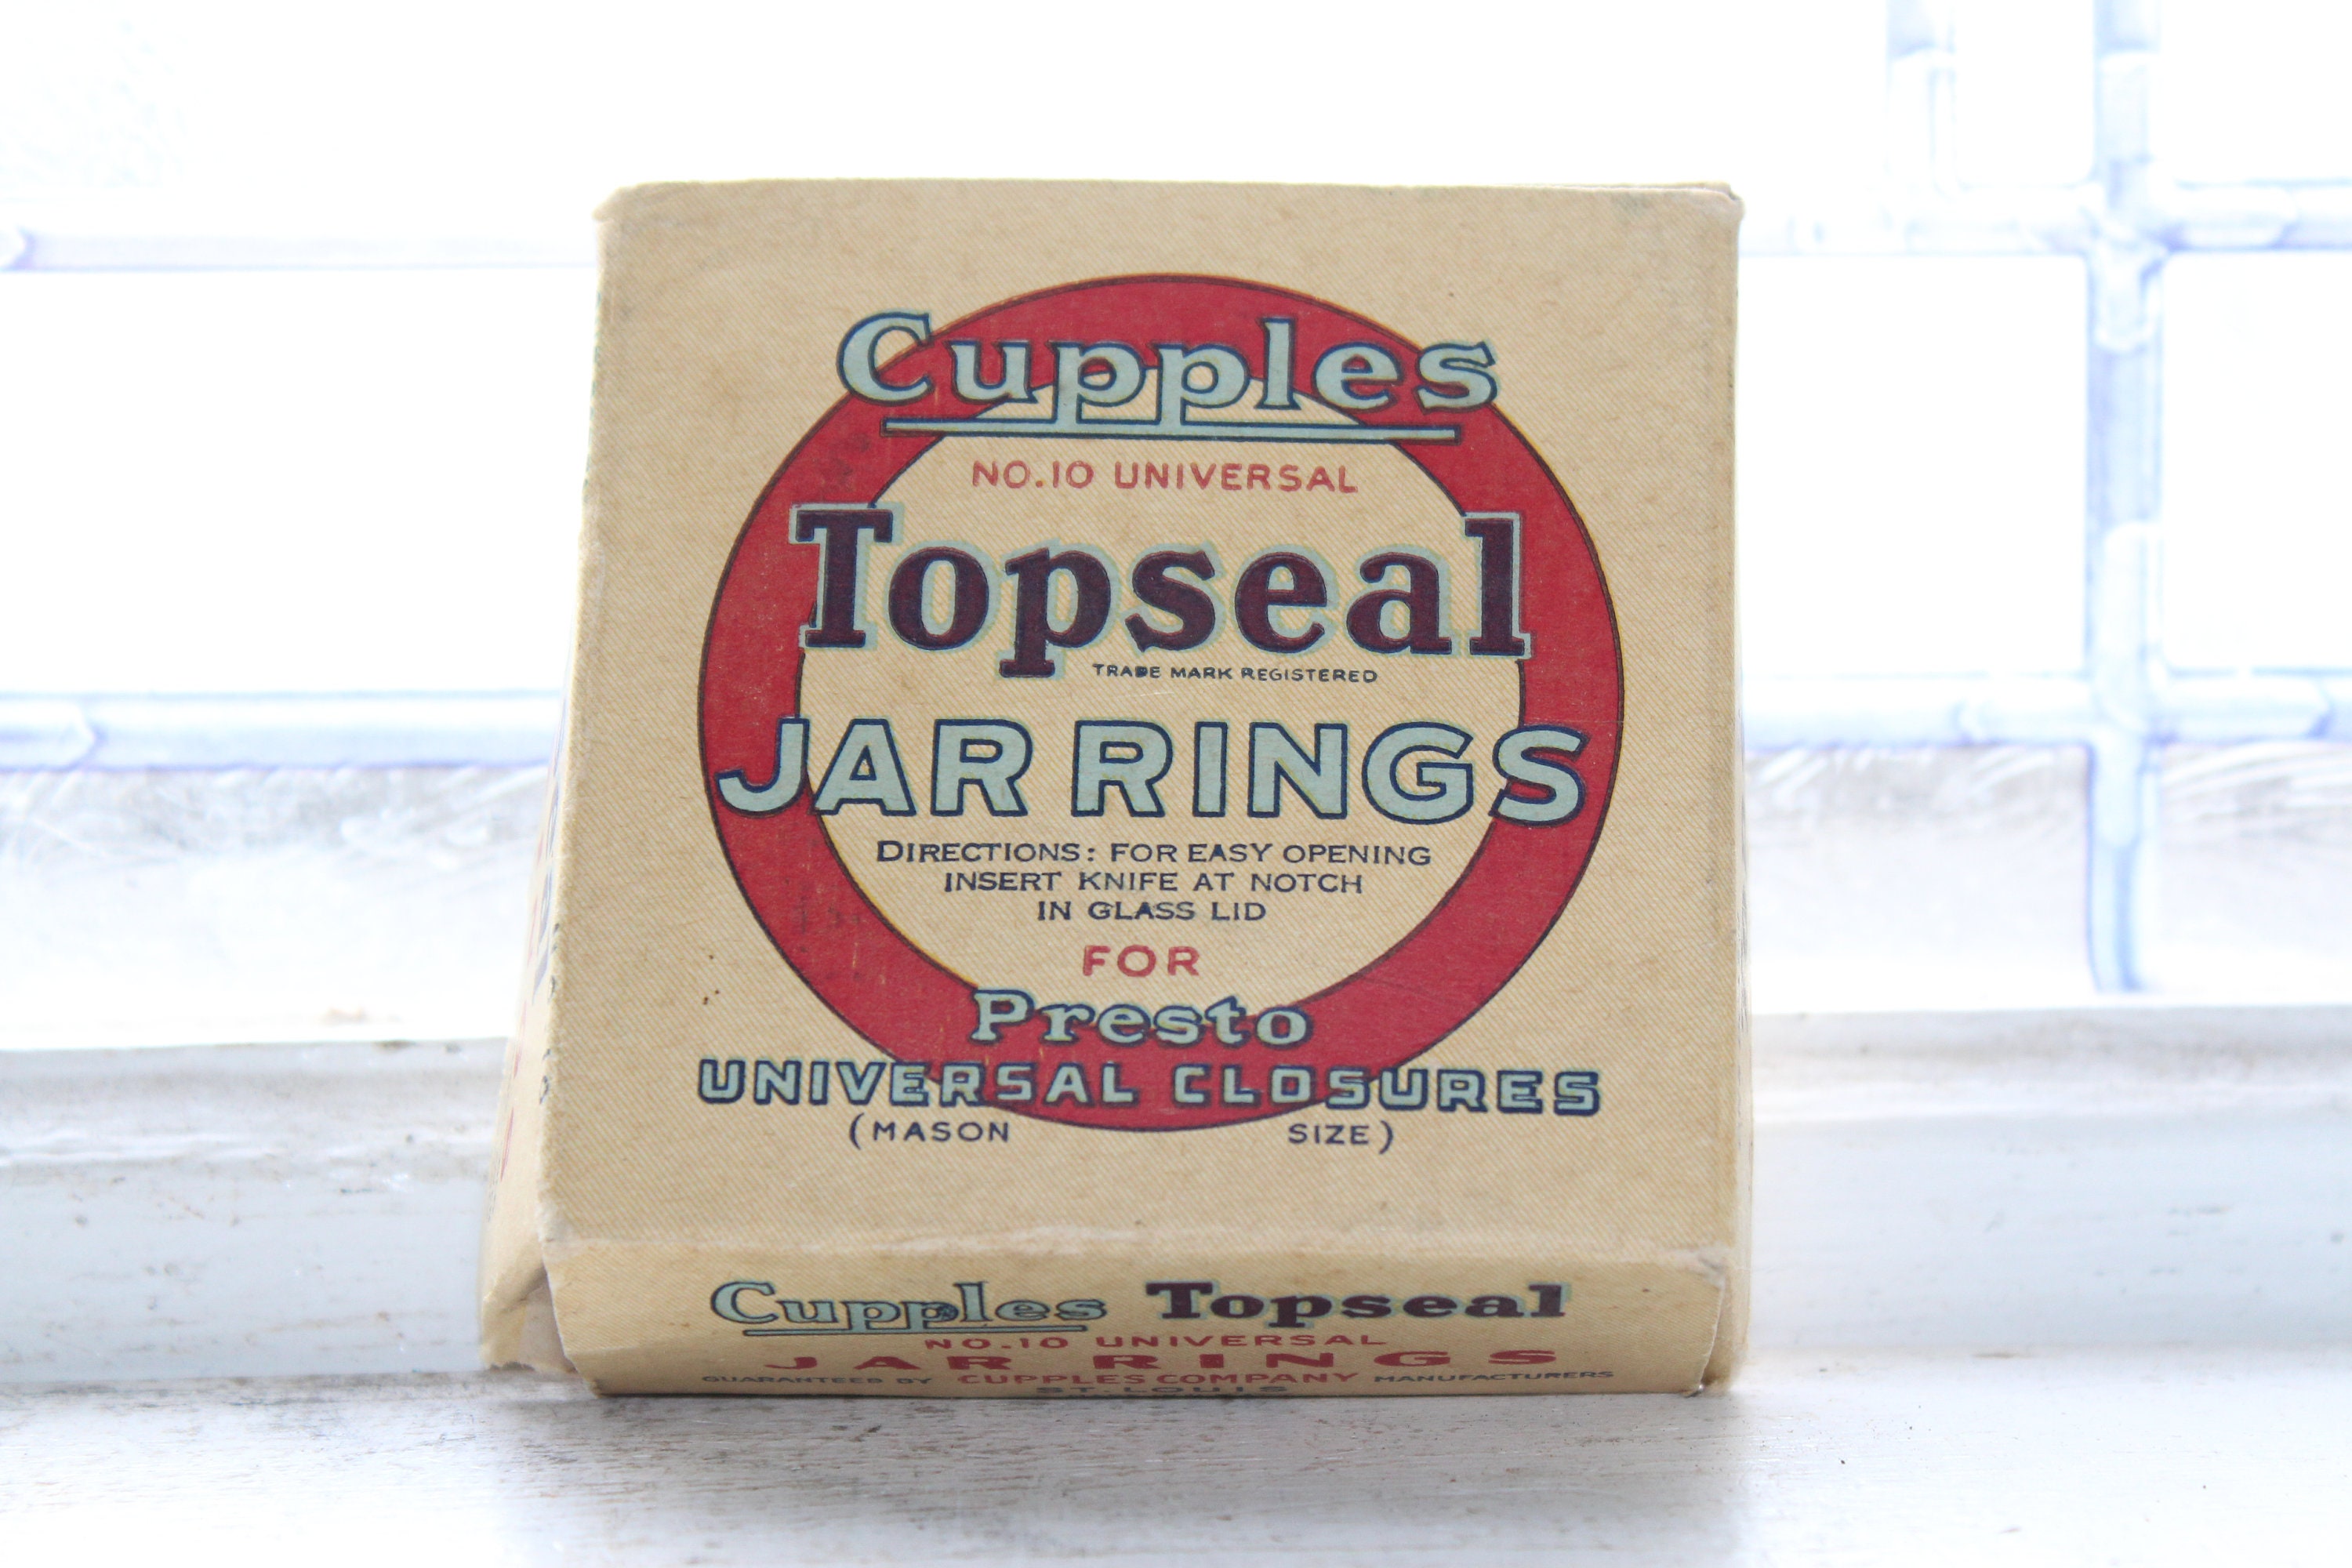 Cupples
NO.10 UNIVERSAL
Topseal
TRADE MARK REGISTERED
JAR RINGS
DIRECTIONS: FOR EASY OPENING
INSERT KNIFE AT NOTCH
IN GLASS LID
FOR
Presto
UNIVERSAL CLOSURES
(MASON SIZE)
Cupples Topseal
NO.10 UNIVERSAL
JAR RINGS
GUARANTEED BY CUPPLES COMPANY MANUFACTURERS
ST. LOUIS